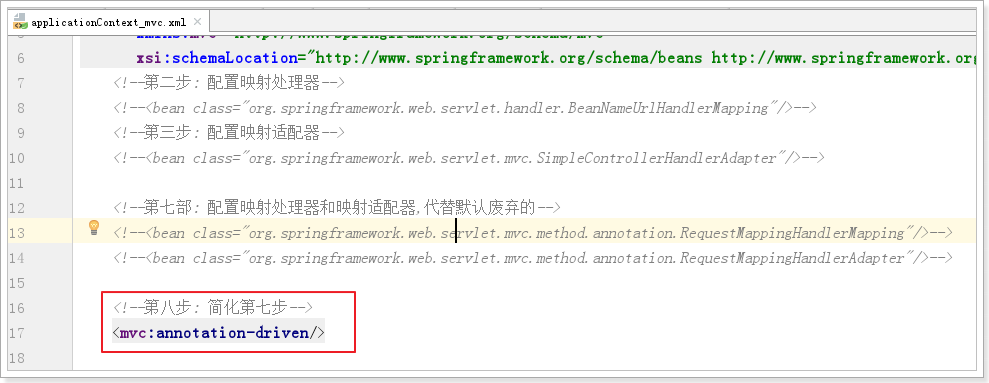 applicationContext_mvc.xml
6 xsi:schemaLocation="http://www.springframework.org/schema/beans http://www.springframework.org
7 <!--第二步: 配置映射处理器-->
8 <!--<bean class="org.springframework.web.servlet.handler.BeanNameUrlHandlerMapping"/>-->
9 <!--第三步: 配置映射适配器-->
10 <!--<bean class="org.springframework.web.servlet.mvc.SimpleControllerHandlerAdapter"/>-->
11
12 <!--第七部: 配置映射处理器和映射适配器,代替默认废弃的-->
13 <!--<bean class="org.springframework.web.servlet.mvc.method.annotation.RequestMappingHandlerMapping"/>-->
14 <!--<bean class="org.springframework.web.servlet.mvc.method.annotation.RequestMappingHandlerAdapter"/>-->
15
16 <!--第八步: 简化第七步-->
17 <mvc:annotation-driven/>
18